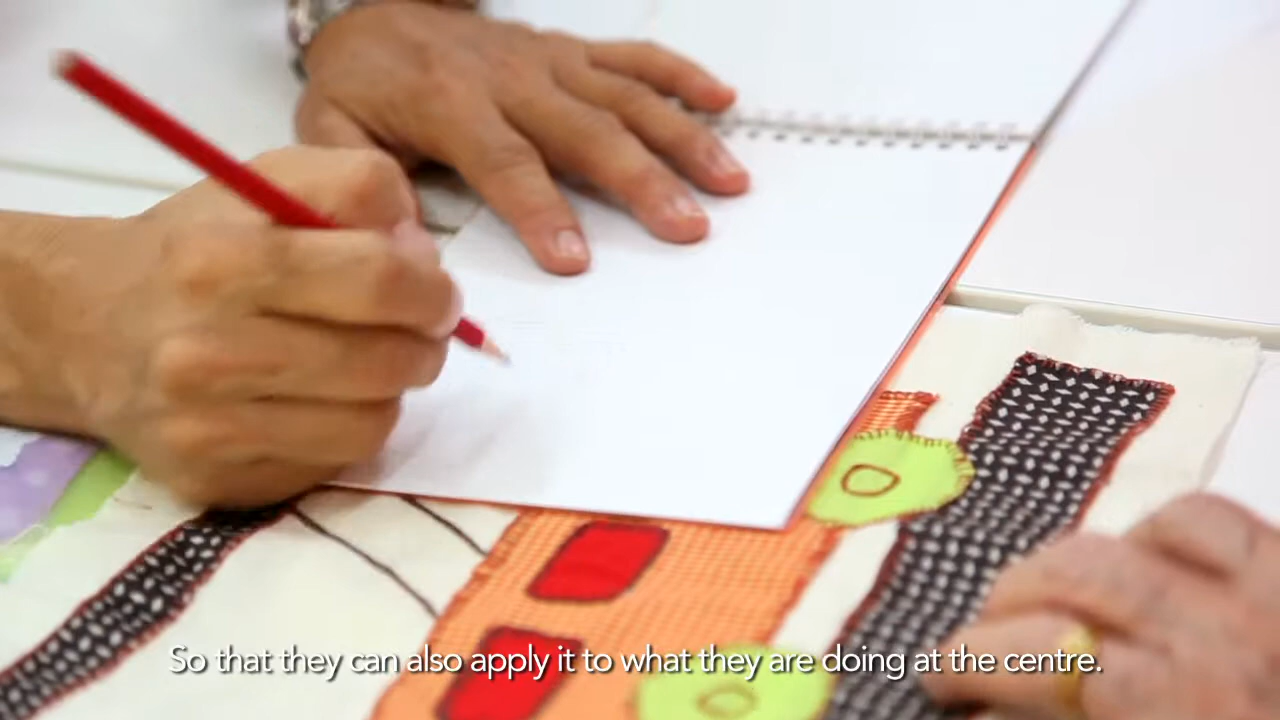 So that they can also apply it to what they are doing at the centre.